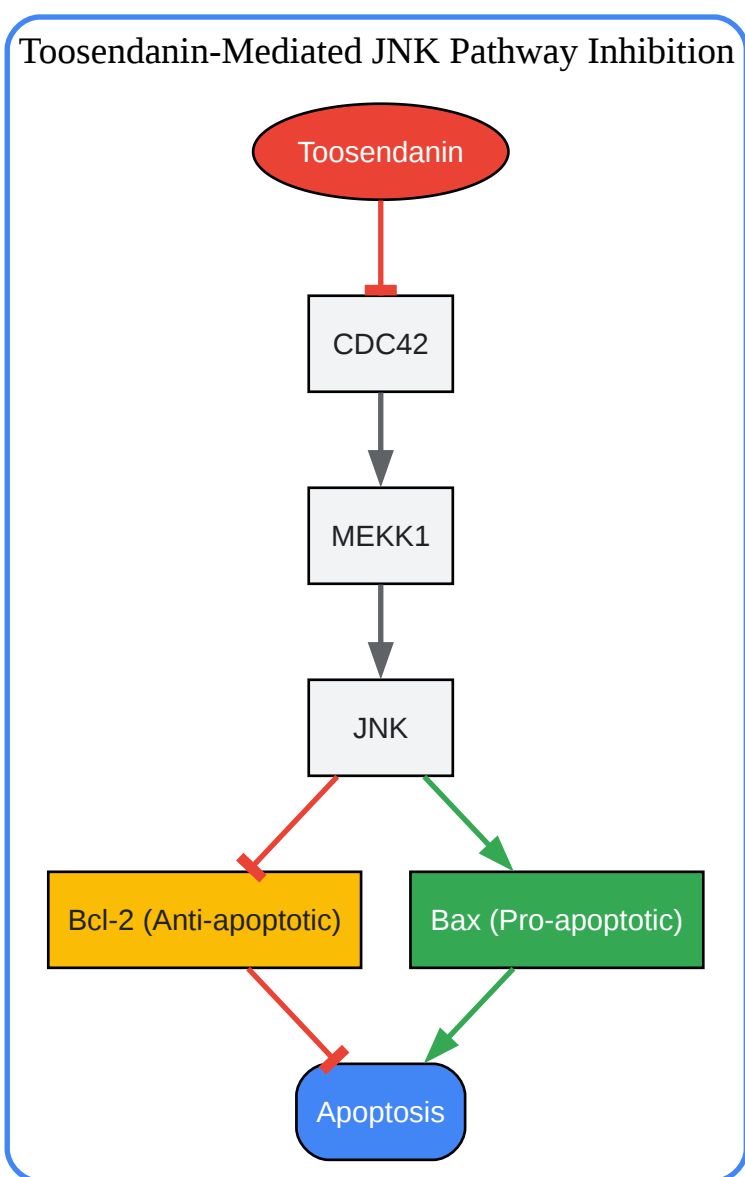 Toosendanin-Mediated JNK Pathway Inhibition
Toosendanin
CDC42
MEKK1
JNK
Bcl-2 (Anti-apoptotic)
Bax (Pro-apoptotic)
Apoptosis